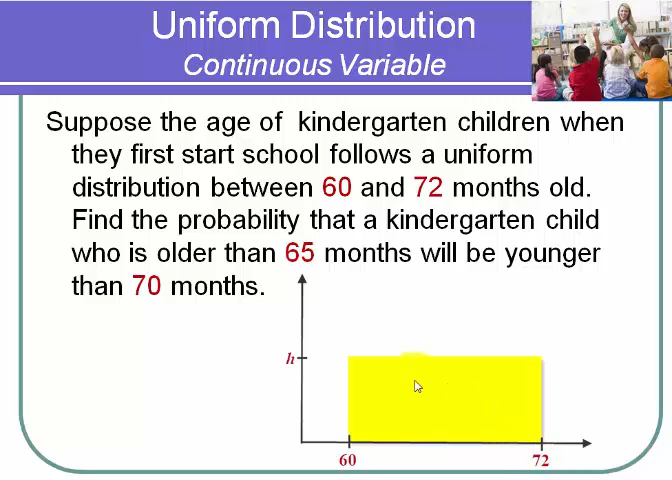 Uniform Distribution
Continuous Variable
Suppose the age of kindergarten children when
they first start school follows a uniform
distribution between 60 and 72 months old.
Find the probability that a kindergarten child
who is older than 65 months will be younger
than 70 months.
h
60
72